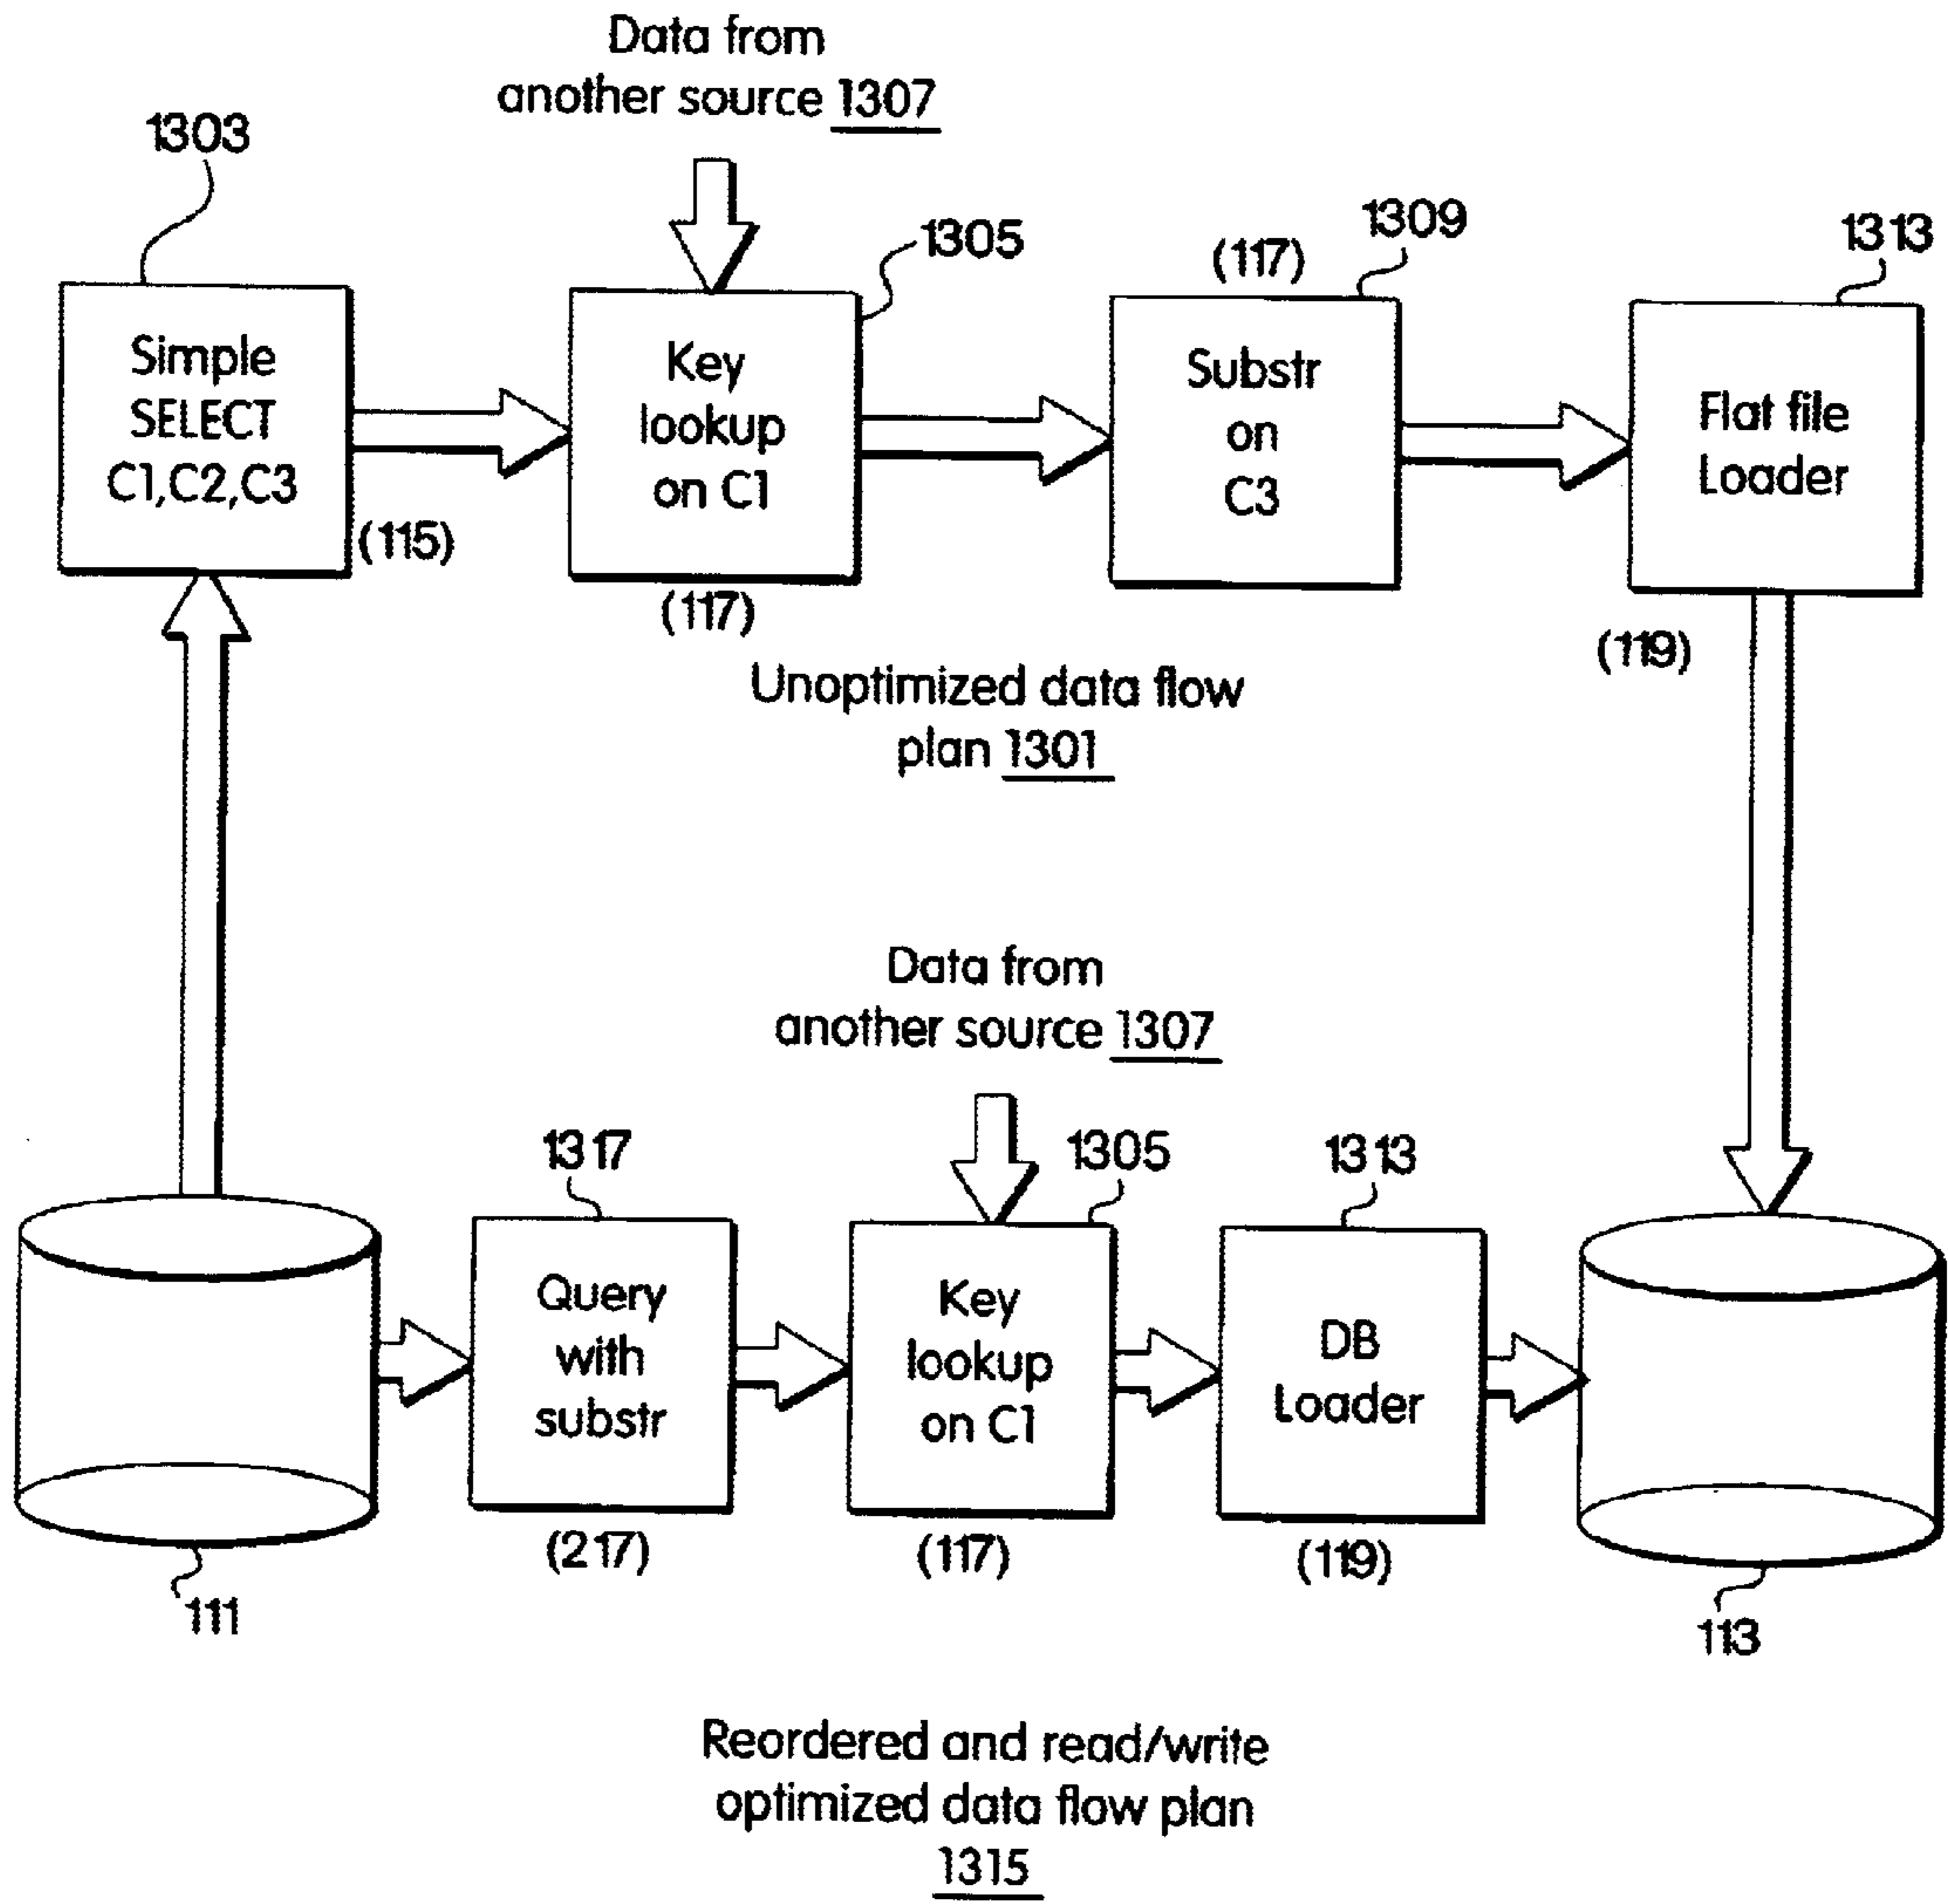 Data from
another source 1307
1303
1305
(117)
1309
1313
Simple
SELECT
C1,C2,C3
(115)
Key
lookup
on C1
(117)
Substr
on
C3
Flat file
Loader
(119)
Unoptimized data flow
plan 1301
Data from
another source 1307
1317
1305
1313
Query
with
substr
(217)
Key
lookup
on C1
(117)
DB
Loader
(119)
111
113
Reordered and read/write
optimized data flow plan
1315